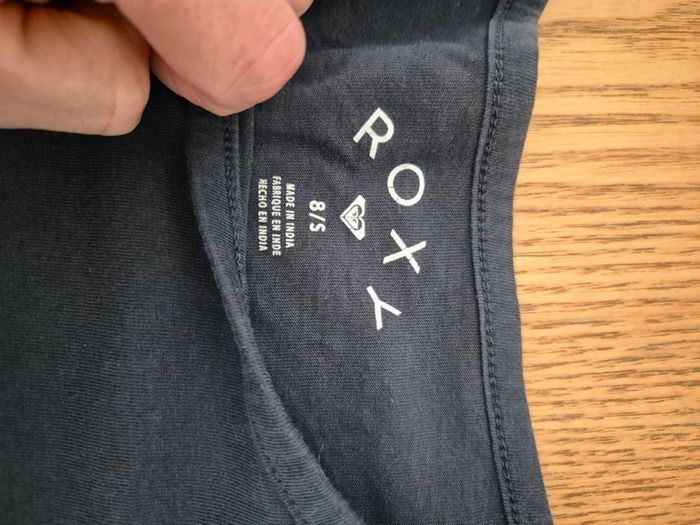 ROXY
8/S
MADE IN INDIA
FABRIQUE EN INDE
HECHO EN INDIA